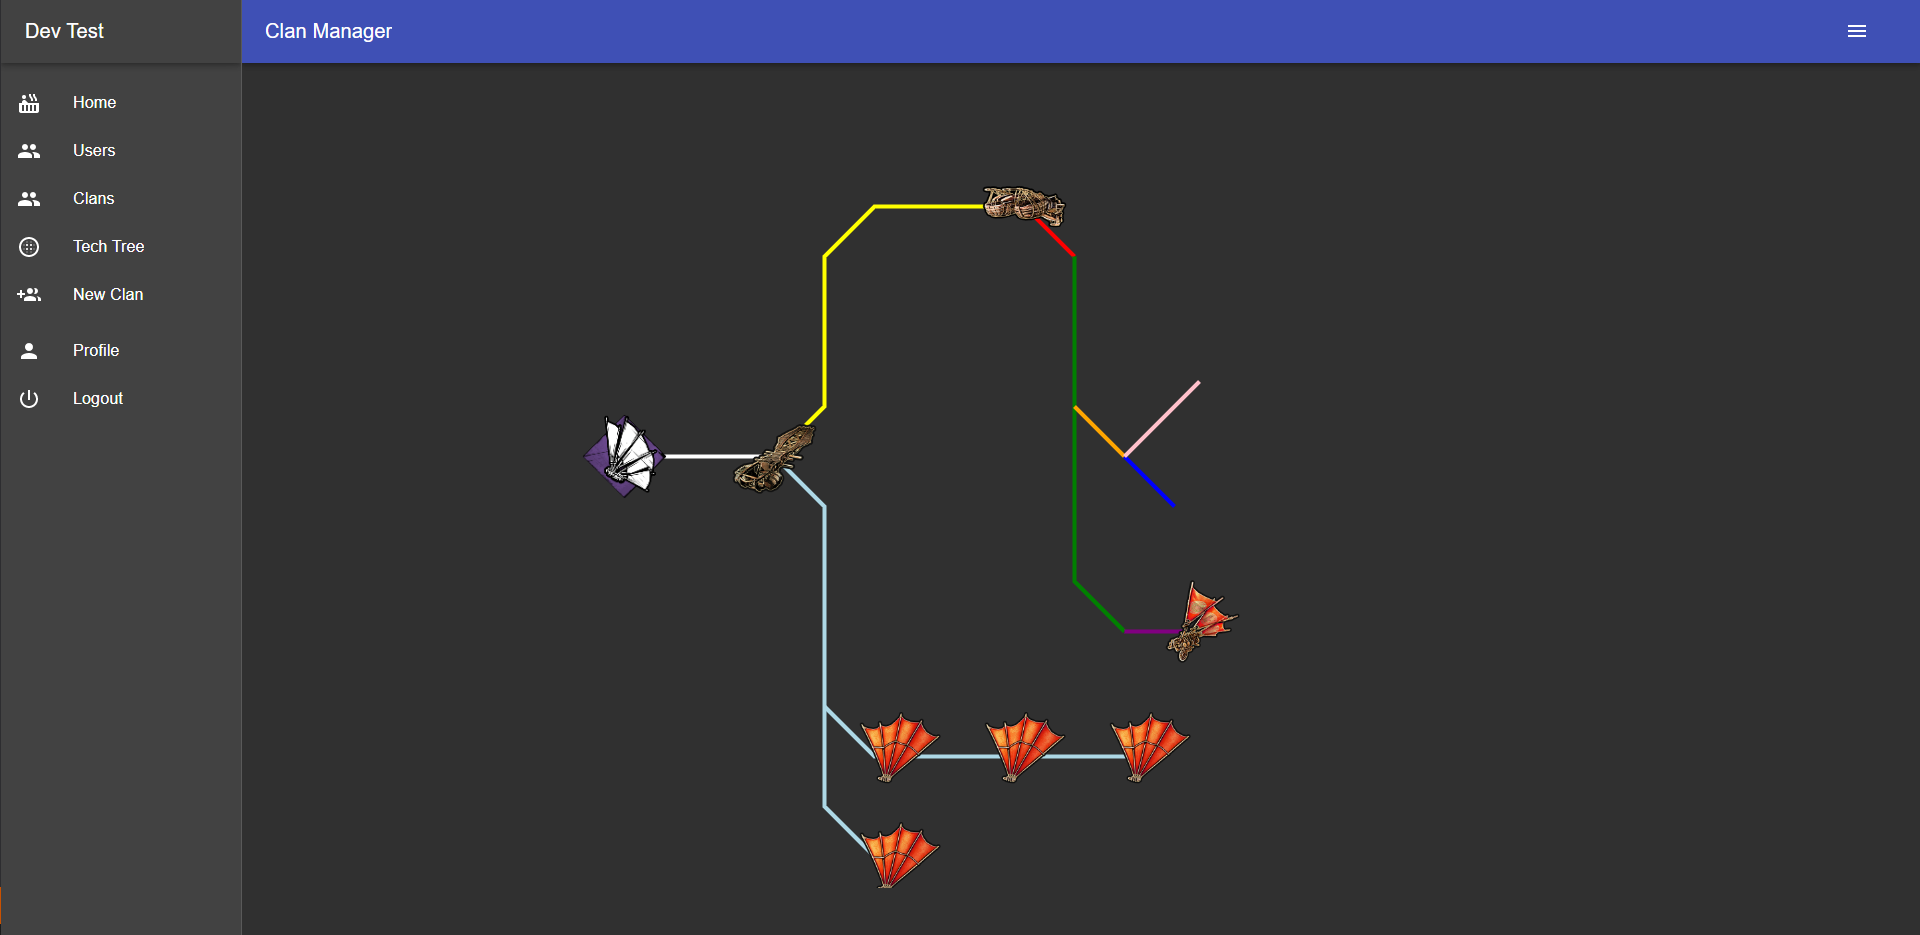 Dev Test
Clan Manager
Home
Users
Clans
Tech Tree
New Clan
Profile
Logout